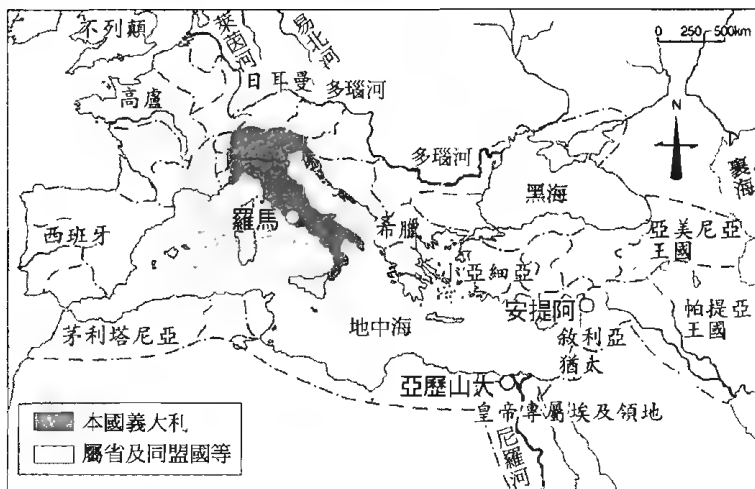 不列顛
萊茵河
易北河
0 250 500km
日耳曼
多瑙河
高盧
N
多瑙河
裏海
黑海
羅馬
希臘
西班牙
亞美尼亞
王國
小亞細亞
安提阿
帕提亞
王國
地中海
敘利亞
猶太
茅利塔尼亞
亞歷山大
皇帝專屬埃及領地
尼羅河
本國義大利
屬省及同盟國等